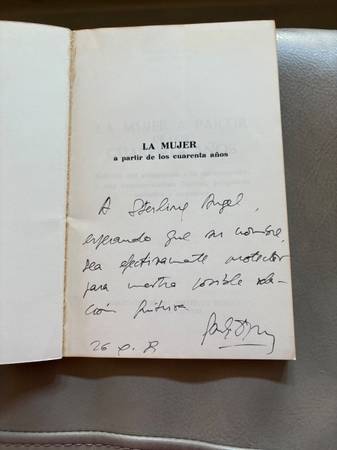 LA MUJER
a partir de los cuarenta años
A Sterling Angel,
esperando que su nombre,
sea efectivamente protector
para nuestra posible rela-
ción futura
26